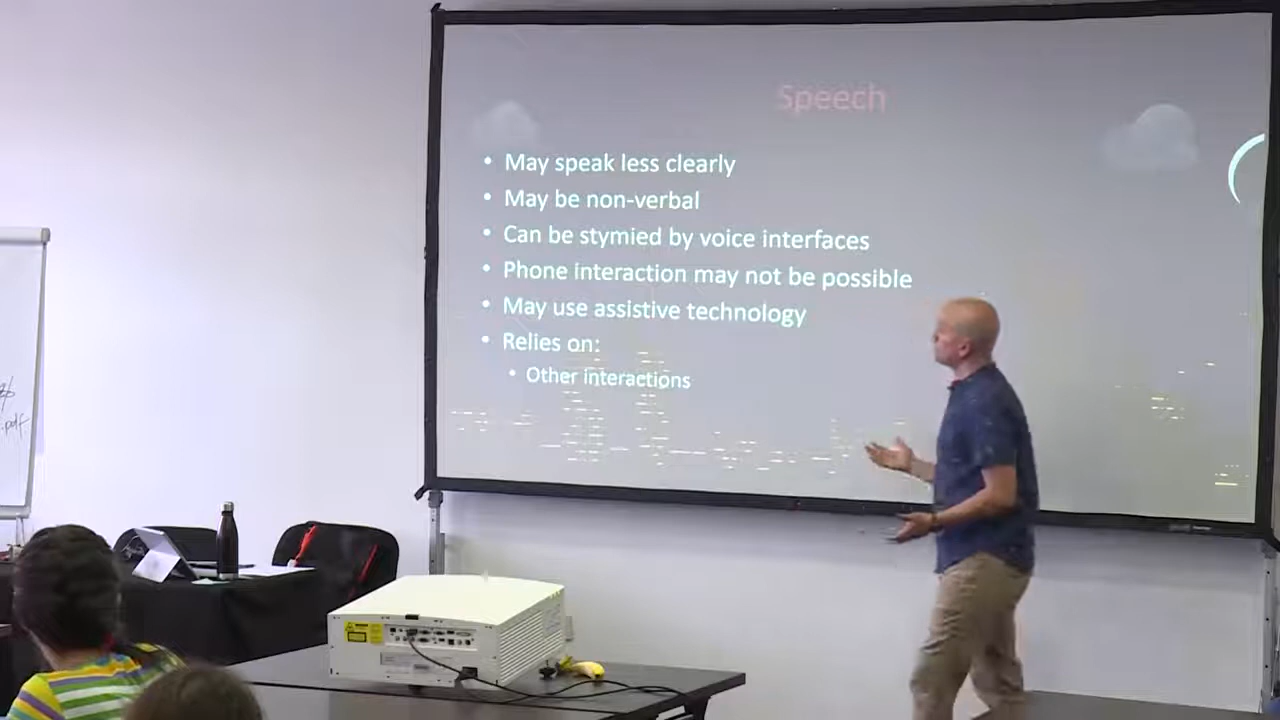 Speech
• May speak less clearly
• May be non-verbal
• Can be stymied by voice interfaces
• Phone interaction may not be possible
• May use assistive technology
• Relies on:
• Other interactions
.pdf